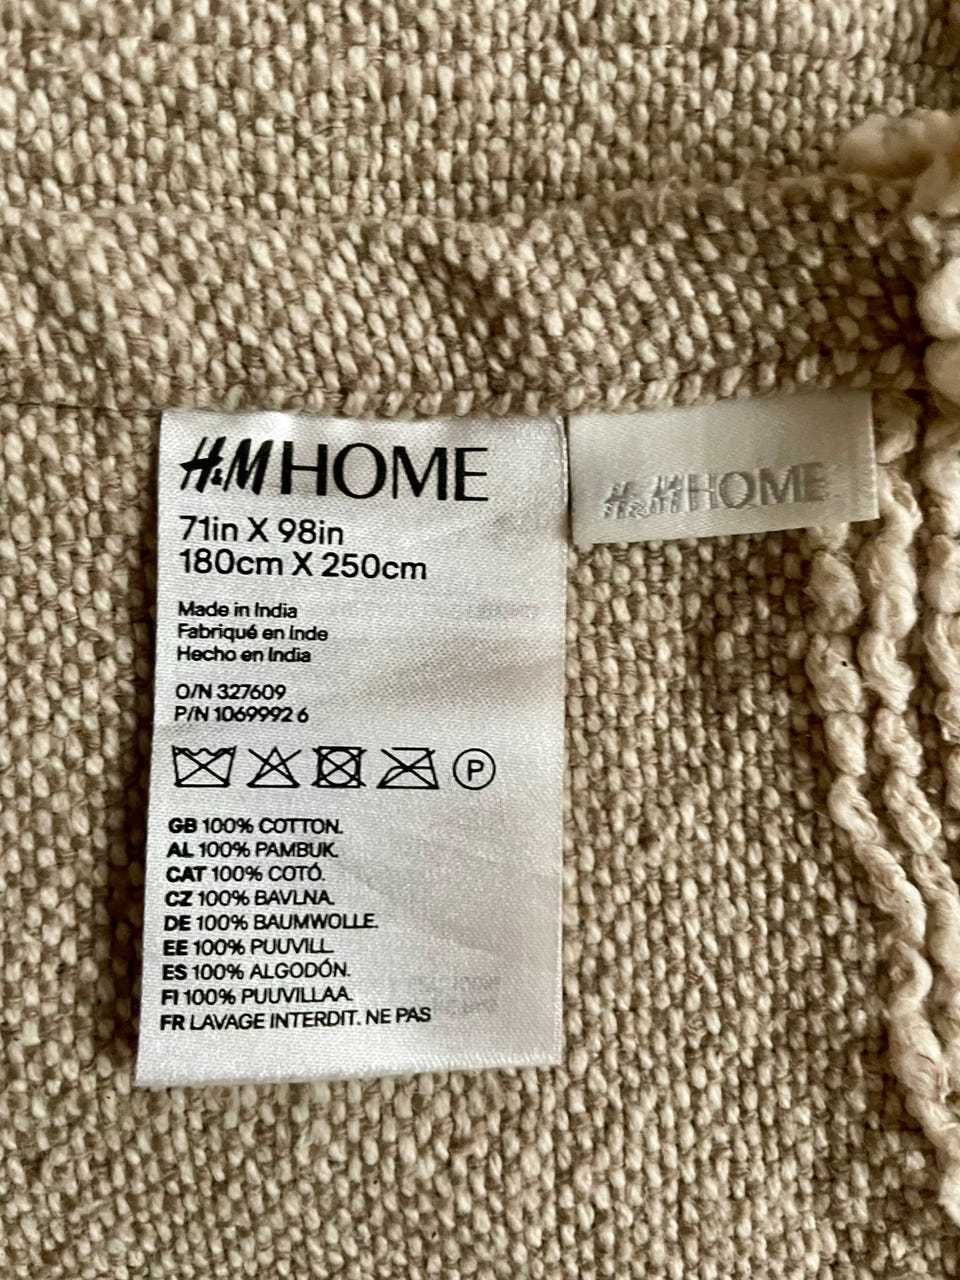 H&M HOME
71in X 98in
180cm X 250cm
Made in India
Fabriqué en Inde
Hecho en India
O/N 327609
P/N 1069992 6
P
GB 100% COTTON.
AL 100% PAMBUK.
CAT 100% COTÓ.
CZ 100% BAVLNA.
DE 100% BAUMWOLLE.
EE 100% PUUVILL.
ES 100% ALGODÓN.
FI 100% PUUVILLAA.
FR LAVAGE INTERDIT. NE PAS
H&M HOME